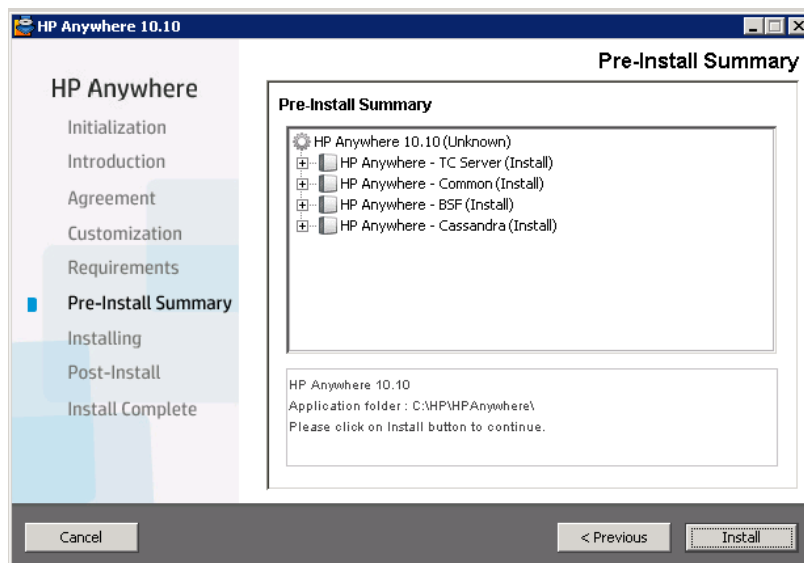 HP Anywhere 10.10
Pre-Install Summary
HP Anywhere
Initialization
Introduction
Agreement
Customization
Requirements
Pre-Install Summary
Installing
Post-Install
Install Complete
Pre-Install Summary
HP Anywhere 10.10 (Unknown)
HP Anywhere - TC Server (Install)
HP Anywhere - Common (Install)
HP Anywhere - BSF (Install)
HP Anywhere - Cassandra (Install)
HP Anywhere 10.10
Application folder : C:\HP\HPAnywhere\
Please click on Install button to continue.
Cancel
< Previous
Install